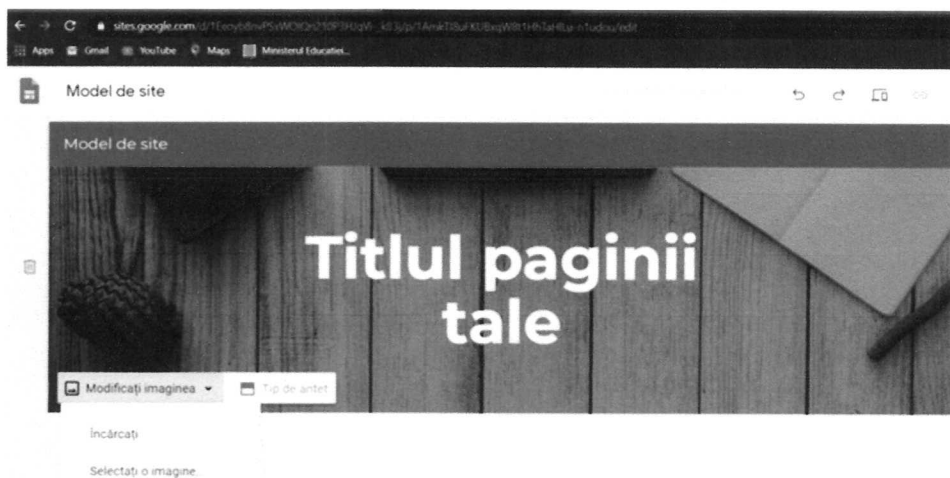 sites.google.com
Apps Gmail YouTube Maps Ministerul Educatiei...
Model de site
Model de site
Titlul paginii
tale
Modificați imaginea Tip de antet
Încărcați
Selectați o imagine...